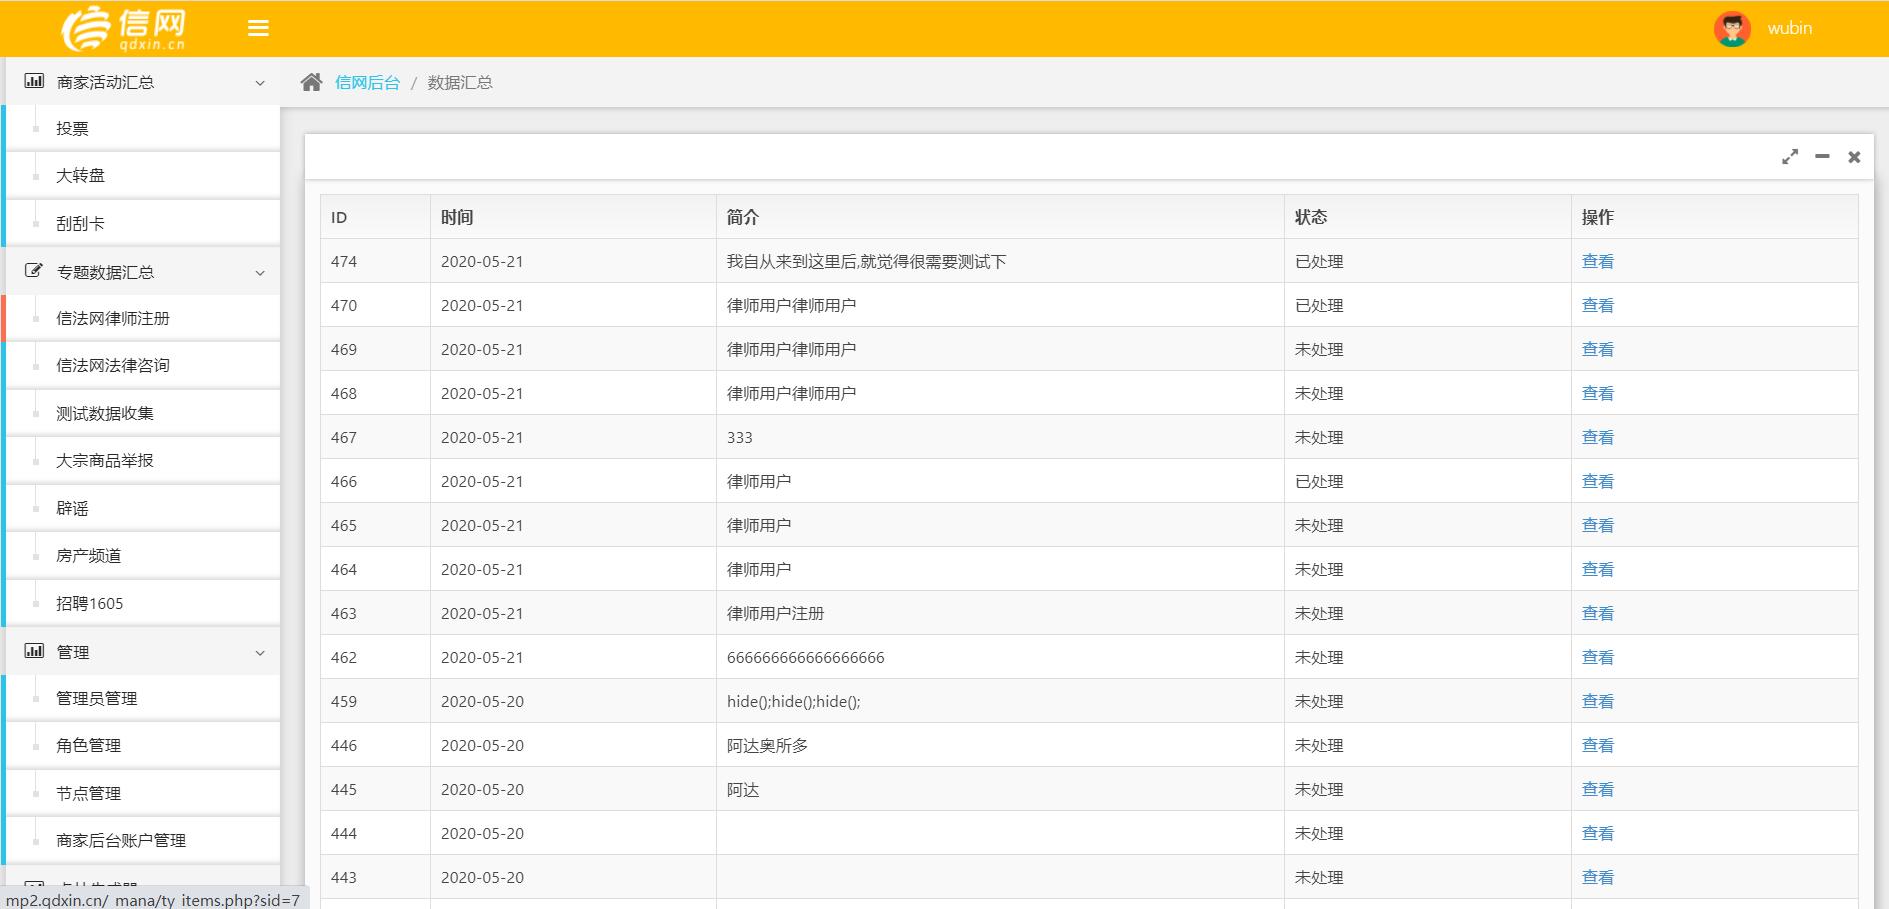 信网
qdxin.cn
wubin
商家活动汇总
投票
大转盘
刮刮卡
专题数据汇总
信法网律师注册
信法网法律咨询
测试数据收集
大宗商品举报
辟谣
房产频道
招聘1605
管理
管理员管理
角色管理
节点管理
商家后台账户管理
mp2.qdxin.cn/_mana/ty_items.php?sid=7
信网后台 / 数据汇总
ID 时间 简介 状态 操作
474 2020-05-21 我自从来到这里后,就觉得很需要测试下 已处理 查看
470 2020-05-21 律师用户律师用户 已处理 查看
469 2020-05-21 律师用户律师用户 未处理 查看
468 2020-05-21 律师用户律师用户 未处理 查看
467 2020-05-21 333 未处理 查看
466 2020-05-21 律师用户 已处理 查看
465 2020-05-21 律师用户 未处理 查看
464 2020-05-21 律师用户 未处理 查看
463 2020-05-21 律师用户注册 未处理 查看
462 2020-05-21 666666666666666666 未处理 查看
459 2020-05-20 hide();hide();hide(); 未处理 查看
446 2020-05-20 阿达奥所多 未处理 查看
445 2020-05-20 阿达 未处理 查看
444 2020-05-20 未处理 查看
443 2020-05-20 未处理 查看